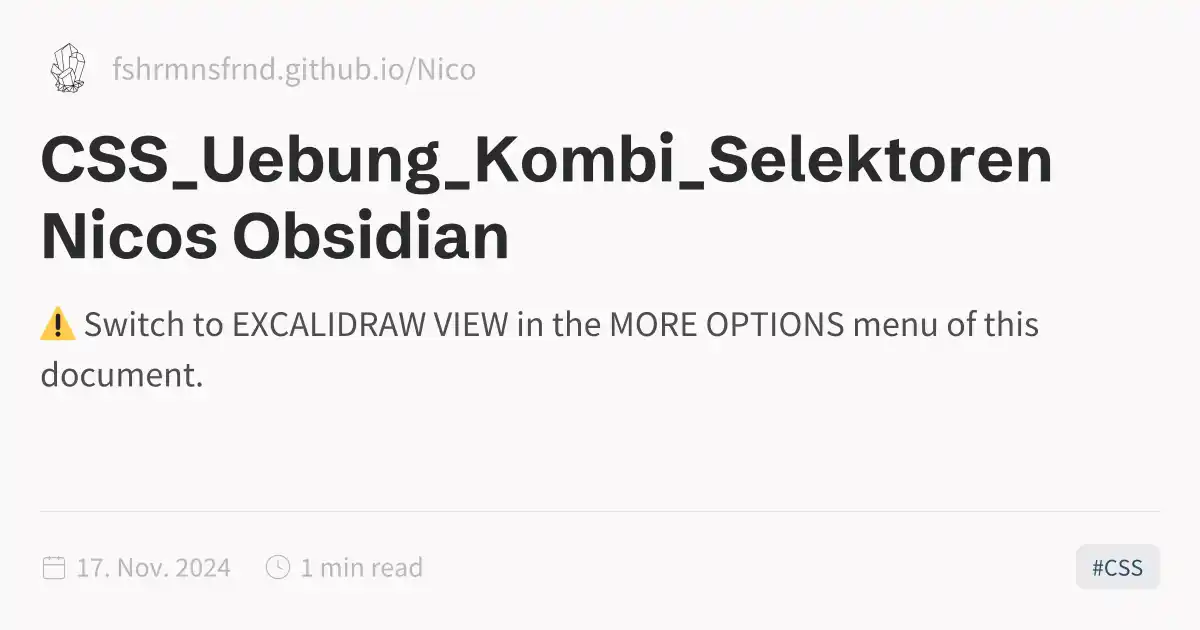 fshrmnsfrnd.github.io/Nico
CSS_Uebung_Kombi_Selektoren
Nicos Obsidian
⚠️ Switch to EXCALIDRAW VIEW in the MORE OPTIONS menu of this
document.
17. Nov. 2024 1 min read #CSS